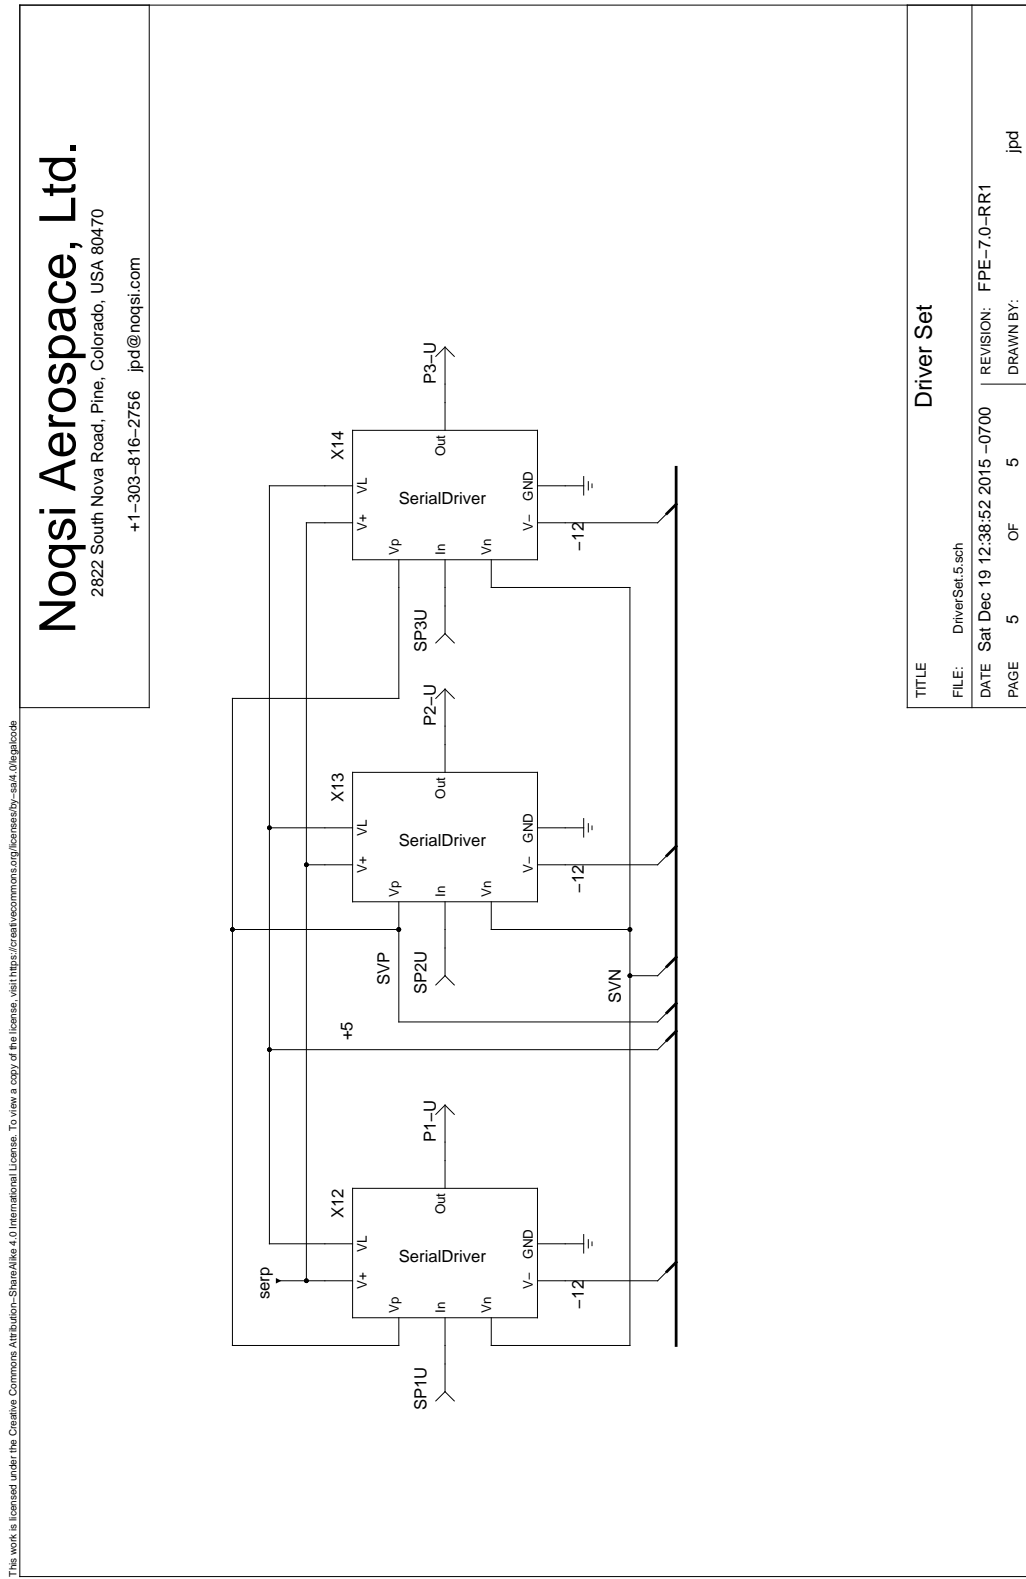 This work is licensed under the Creative Commons Attribution–ShareAlike 4.0 International License. To view a copy of the license, visit https://creativecommons.org/licenses/by–sa/4.0/legalcode
Noqsi Aerospace, Ltd.
2822 South Nova Road, Pine, Colorado, USA 80470
+1–303–816–2756 jpd@noqsi.com
serp
+5
X12
X13
X14
V+
VL
V+
VL
V+
VL
Vp
SVP
Vp
Vp
SP1U
In
SerialDriver
Out
P1–U
SP2U
In
SerialDriver
Out
P2–U
SP3U
In
SerialDriver
Out
P3–U
Vn
Vn
Vn
V–
GND
V–
GND
V–
GND
–12
–12
–12
SVN
TITLE
Driver Set
FILE: DriverSet.5.sch
DATE Sat Dec 19 12:38:52 2015 –0700
REVISION: FPE–7.0–RR1
PAGE 5 OF 5
DRAWN BY: jpd